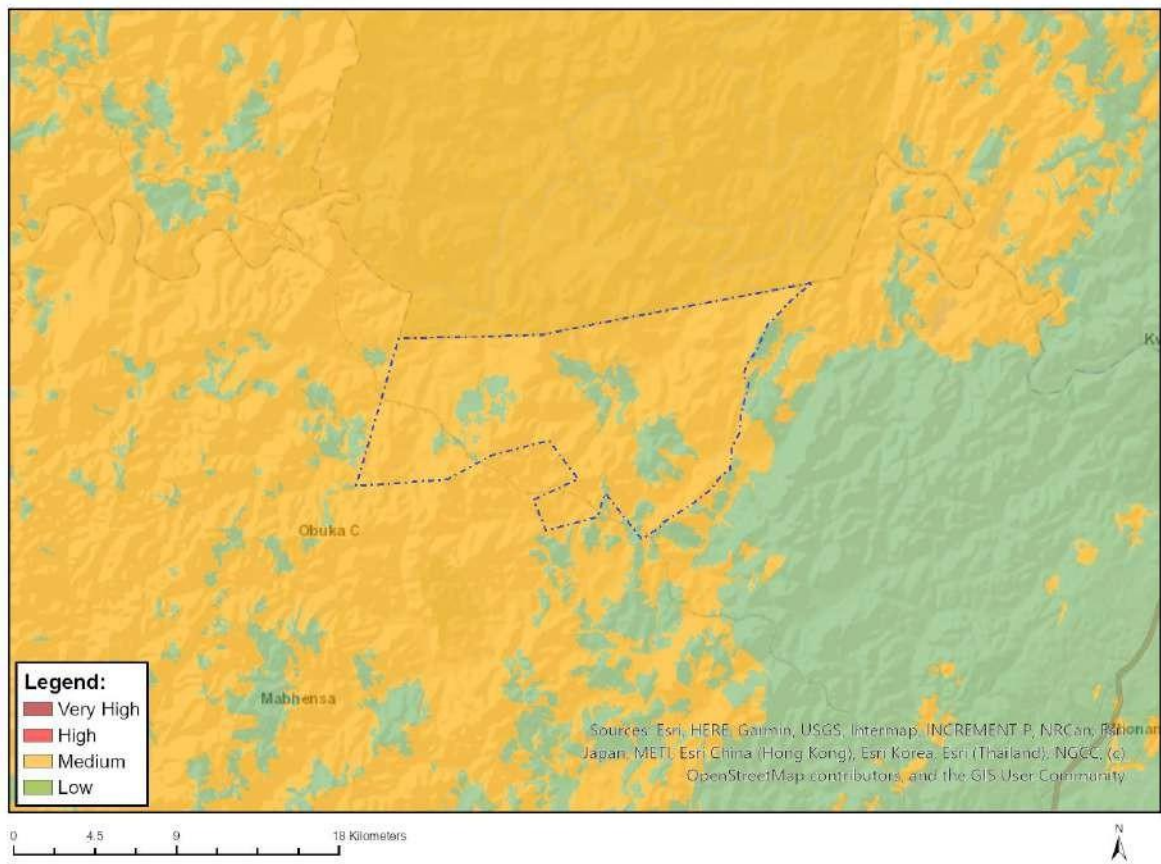 Kw
Obuka C
Mabhensa
Legend:
Very High
High
Medium
Low
Sources: Esri, HERE, Garmin, USGS, Intermap, INCREMENT P, NRCan, Esri
Japan, METI, Esri China (Hong Kong), Esri Korea, Esri (Thailand), NGCC, (c)
OpenStreetMap contributors, and the GIS User Community
0 4.5 9 18 Kilometers
N